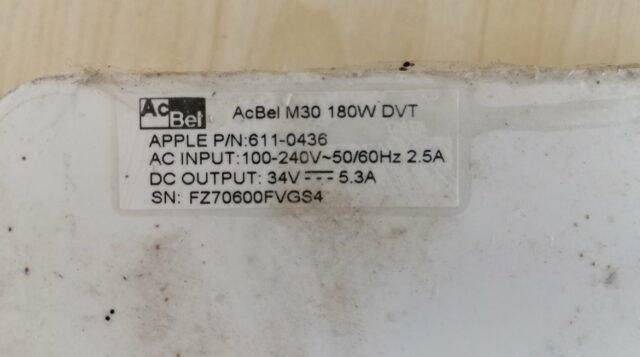 AcBel
AcBel M30 180W DVT
APPLE P/N:611-0436
AC INPUT:100-240V~50/60Hz 2.5A
DC OUTPUT: 34V⎓5.3A
SN: FZ70600FVGS4